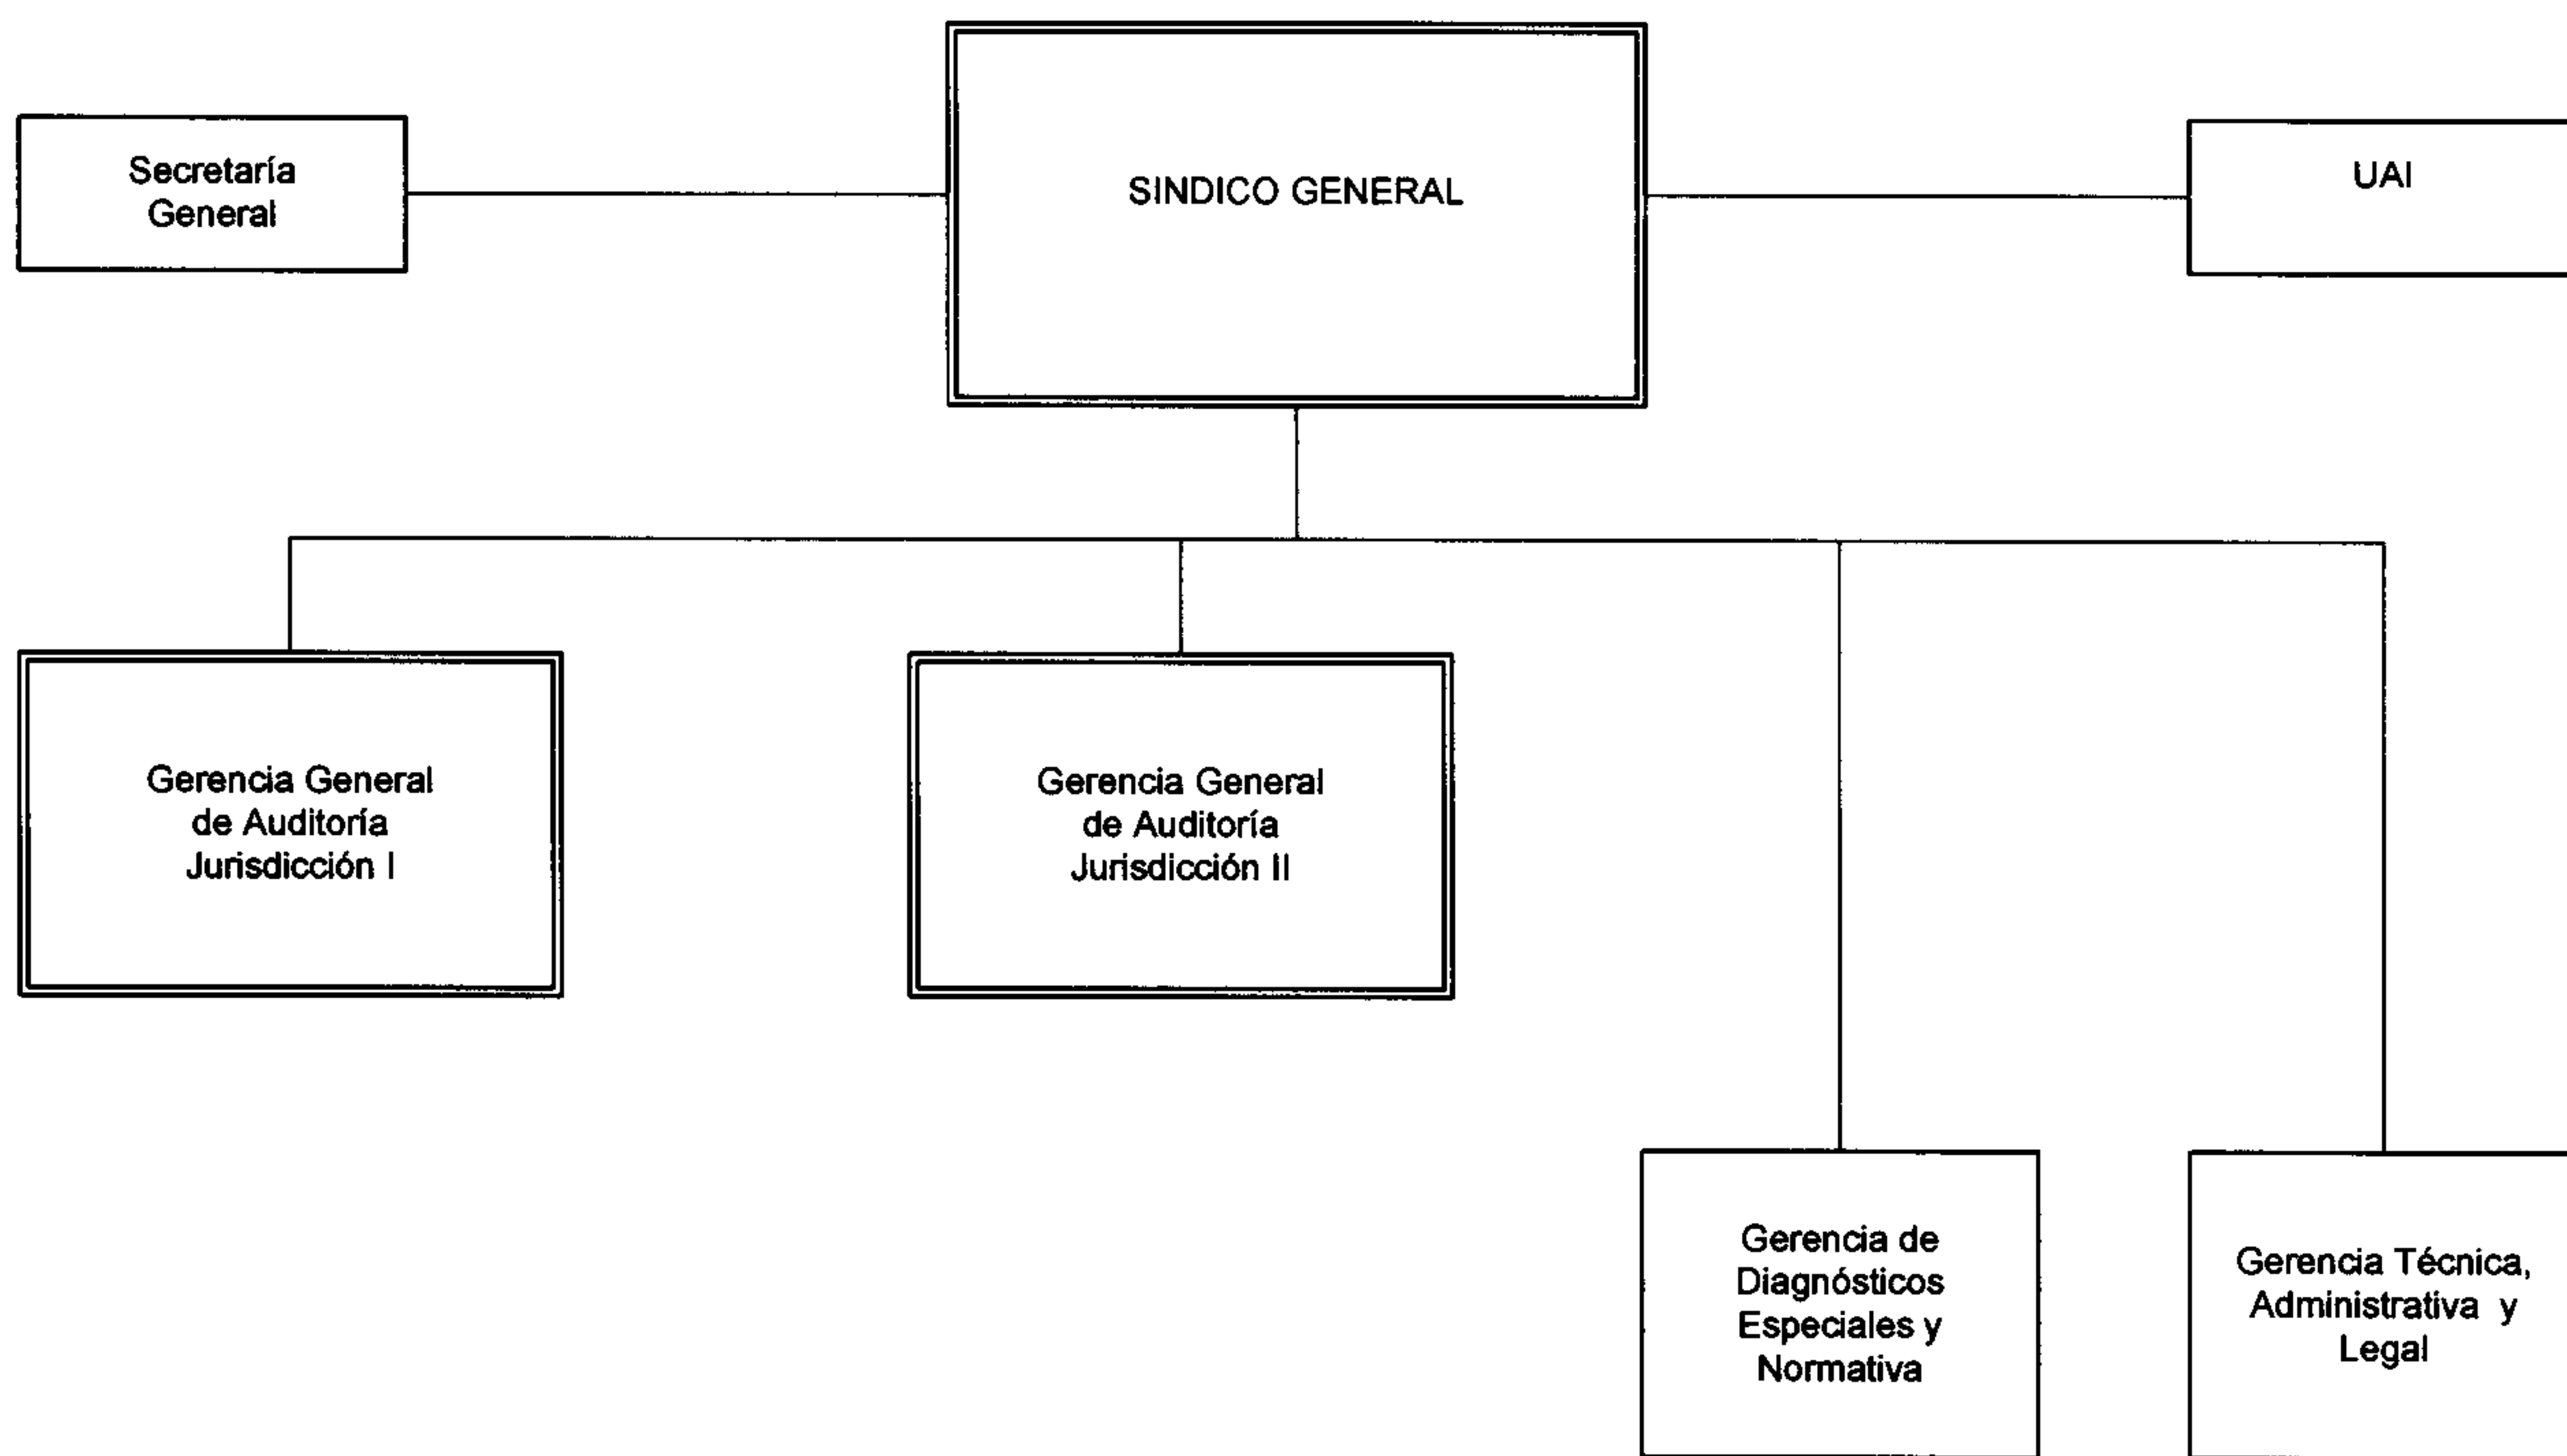 Secretaría
General
SINDICO GENERAL
UAI
Gerencia General
de Auditoría
Jurisdicción I
Gerencia General
de Auditoría
Jurisdicción II
Gerencia de
Diagnósticos
Especiales y
Normativa
Gerencia Técnica,
Administrativa y
Legal